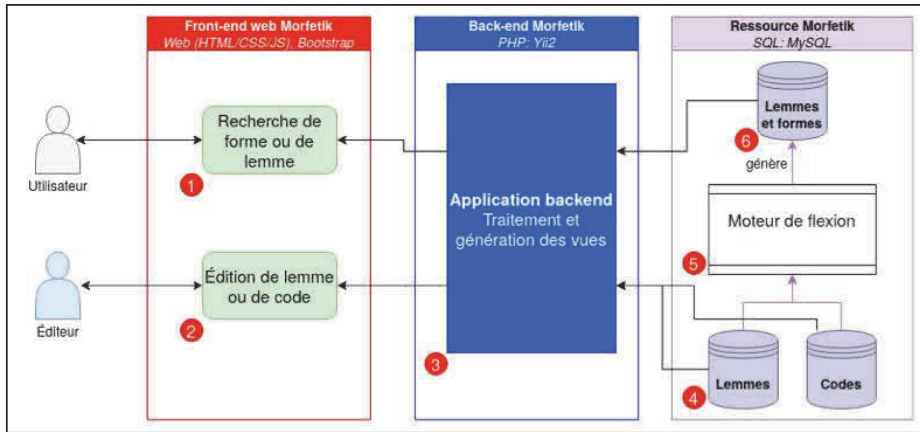 Front-end web Morfetik
Web (HTML/CSS/JS), Bootstrap
Back-end Morfetik
PHP: Yii2
Ressource Morfetik
SQL: MySQL
Utilisateur
Recherche de
forme ou de
lemme
1
Éditeur
Édition de lemme
ou de code
2
Application backend
Traitement et
génération des vues
3
Lemmes
et formes
6
génère
Moteur de flexion
5
Lemmes
4
Codes